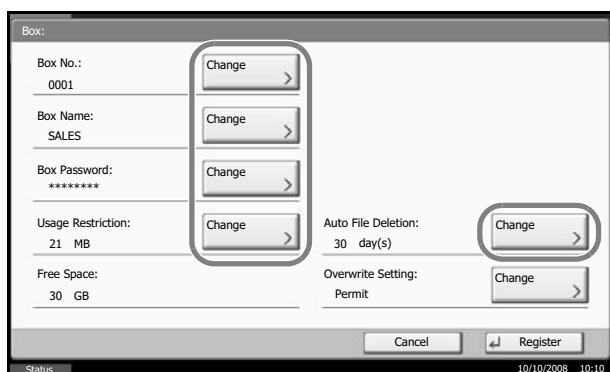 Box:
Box No.:
Change
0001
Box Name:
Change
SALES
Box Password:
Change
********
Usage Restriction:
Change
21 MB
Auto File Deletion:
Change
30 day(s)
Free Space:
30 GB
Overwrite Setting:
Change
Permit
Cancel
Register
Status
10/10/2008 10:10